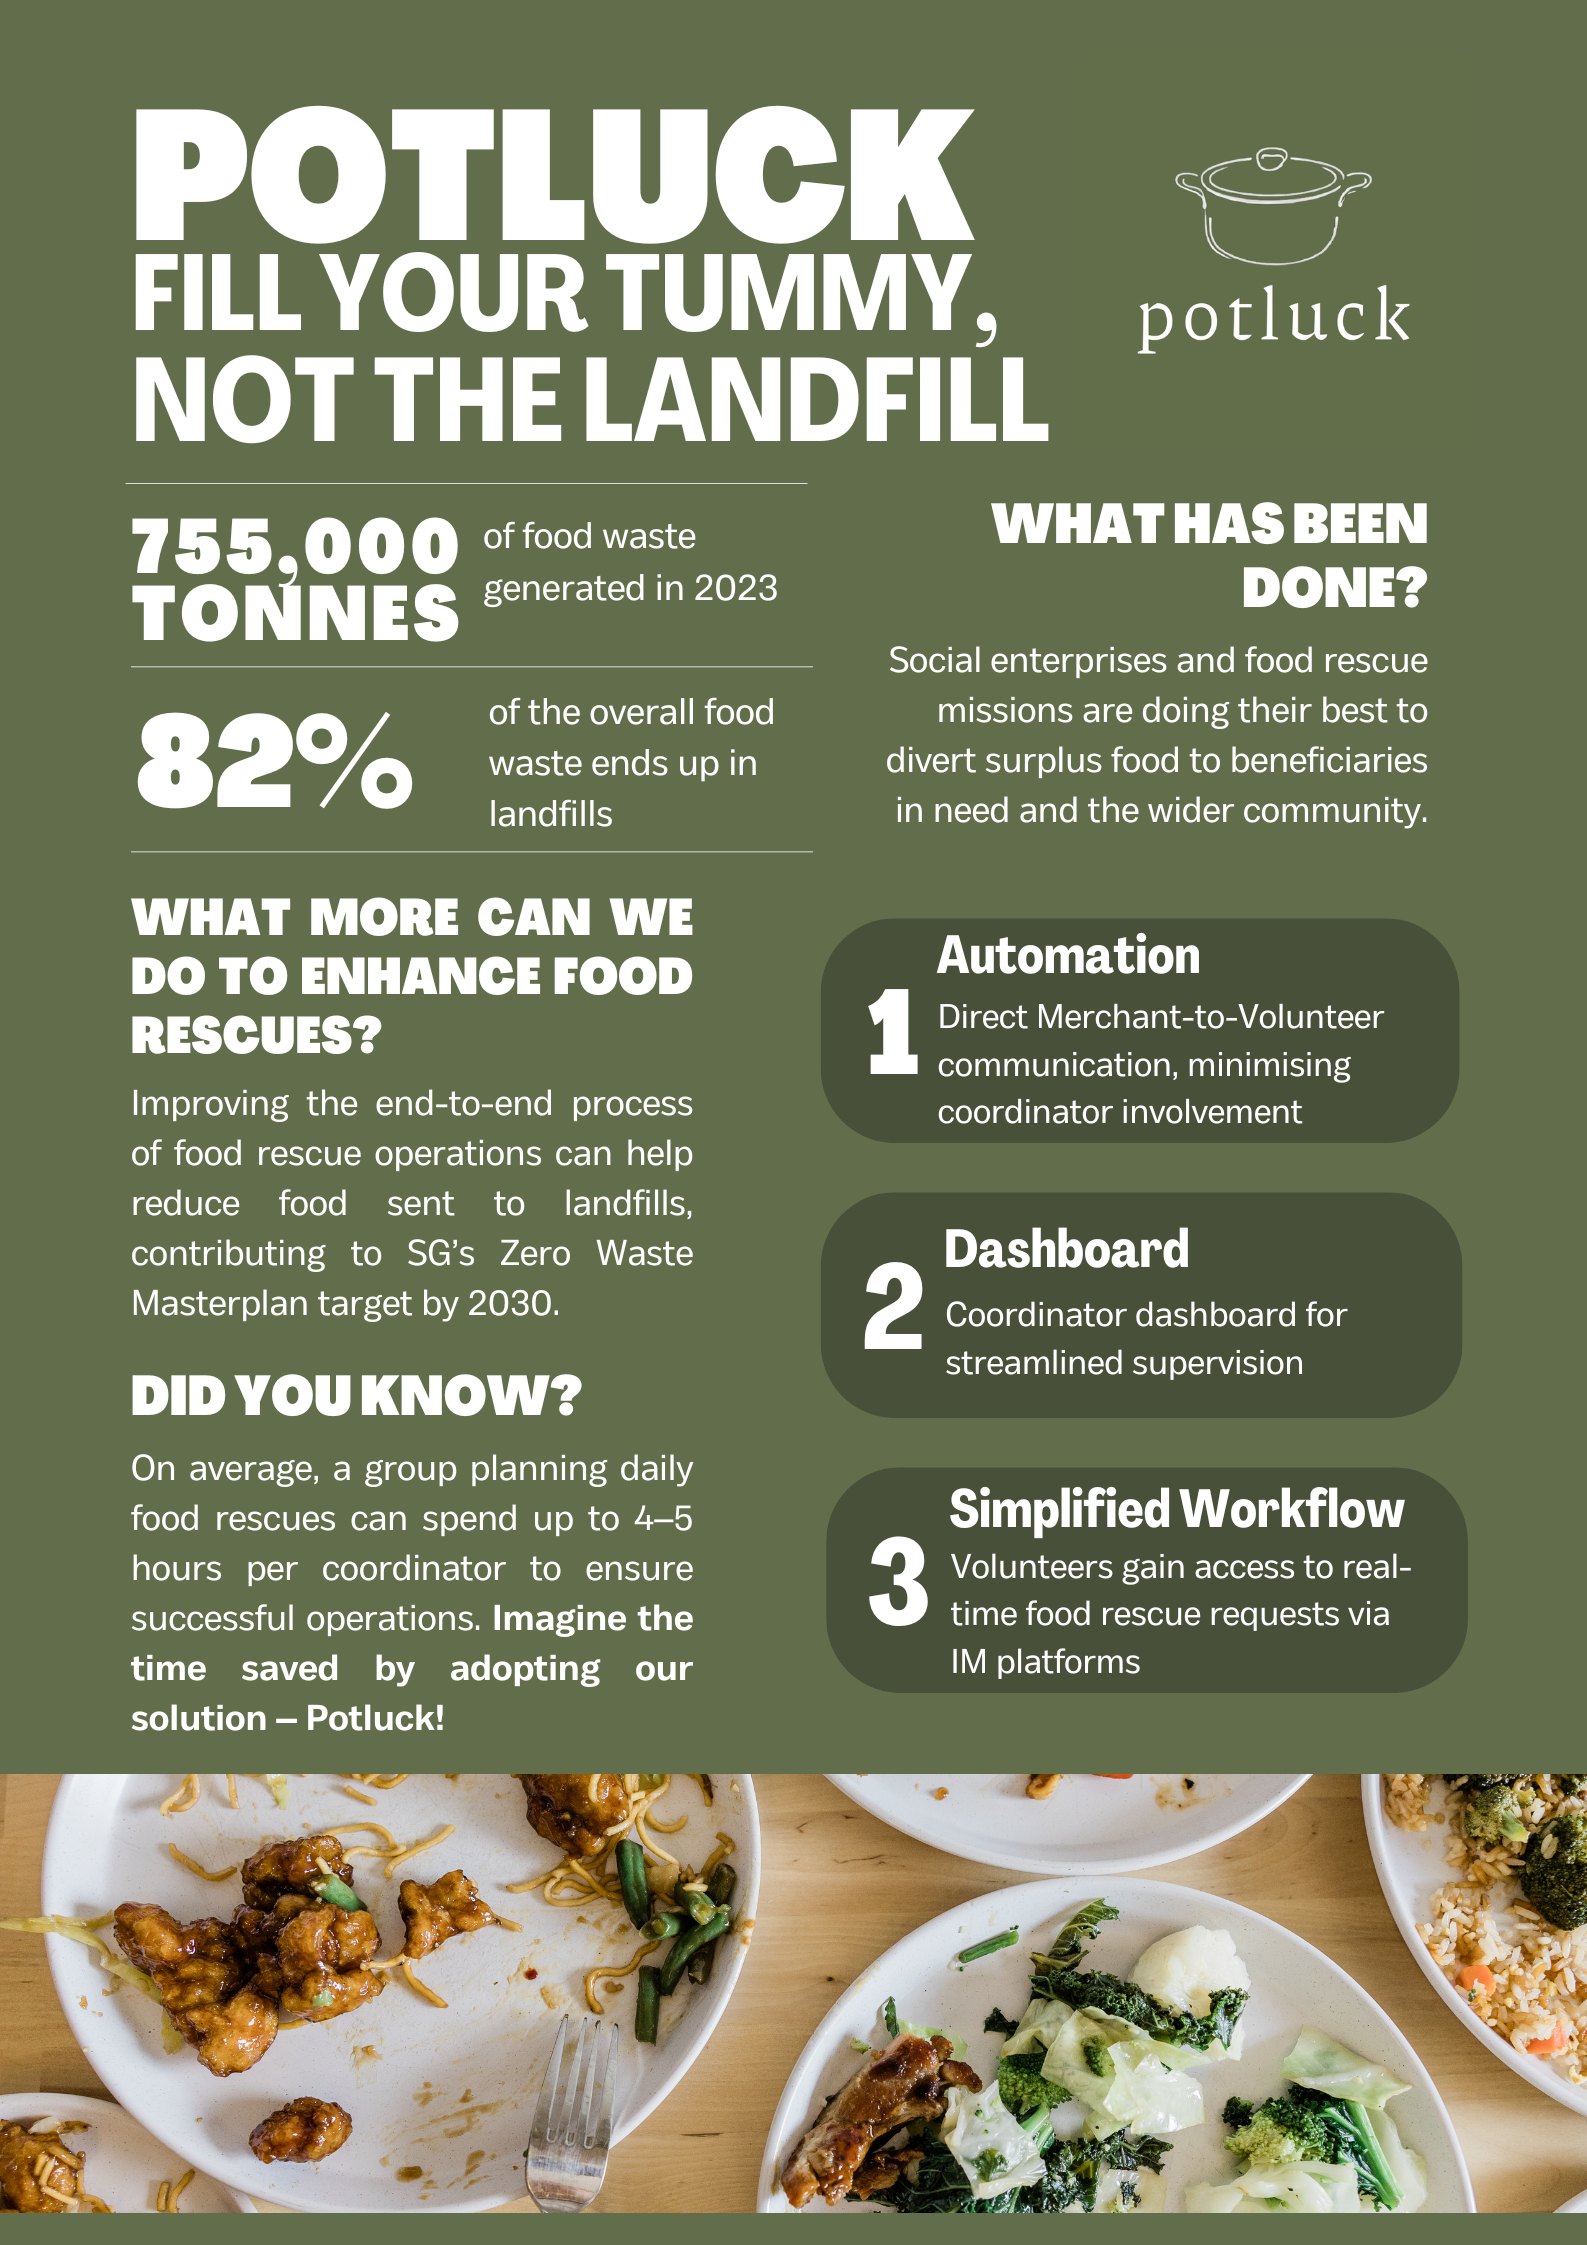 POTLUCK
FILL YOUR TUMMY,
NOT THE LANDFILL
potluck
755,000
TONNES
of food waste
generated in 2023
82%
of the overall food
waste ends up in
landfills
WHAT HAS BEEN
DONE?
Social enterprises and food rescue
missions are doing their best to
divert surplus food to beneficiaries
in need and the wider community.
WHAT MORE CAN WE
DO TO ENHANCE FOOD
RESCUES?
Improving the end-to-end process
of food rescue operations can help
reduce food sent to landfills,
contributing to SG’s Zero Waste
Masterplan target by 2030.
DID YOU KNOW?
On average, a group planning daily
food rescues can spend up to 4–5
hours per coordinator to ensure
successful operations. Imagine the
time saved by adopting our
solution – Potluck!
1
Automation
Direct Merchant-to-Volunteer
communication, minimising
coordinator involvement
2
Dashboard
Coordinator dashboard for
streamlined supervision
3
Simplified Workflow
Volunteers gain access to real-
time food rescue requests via
IM platforms